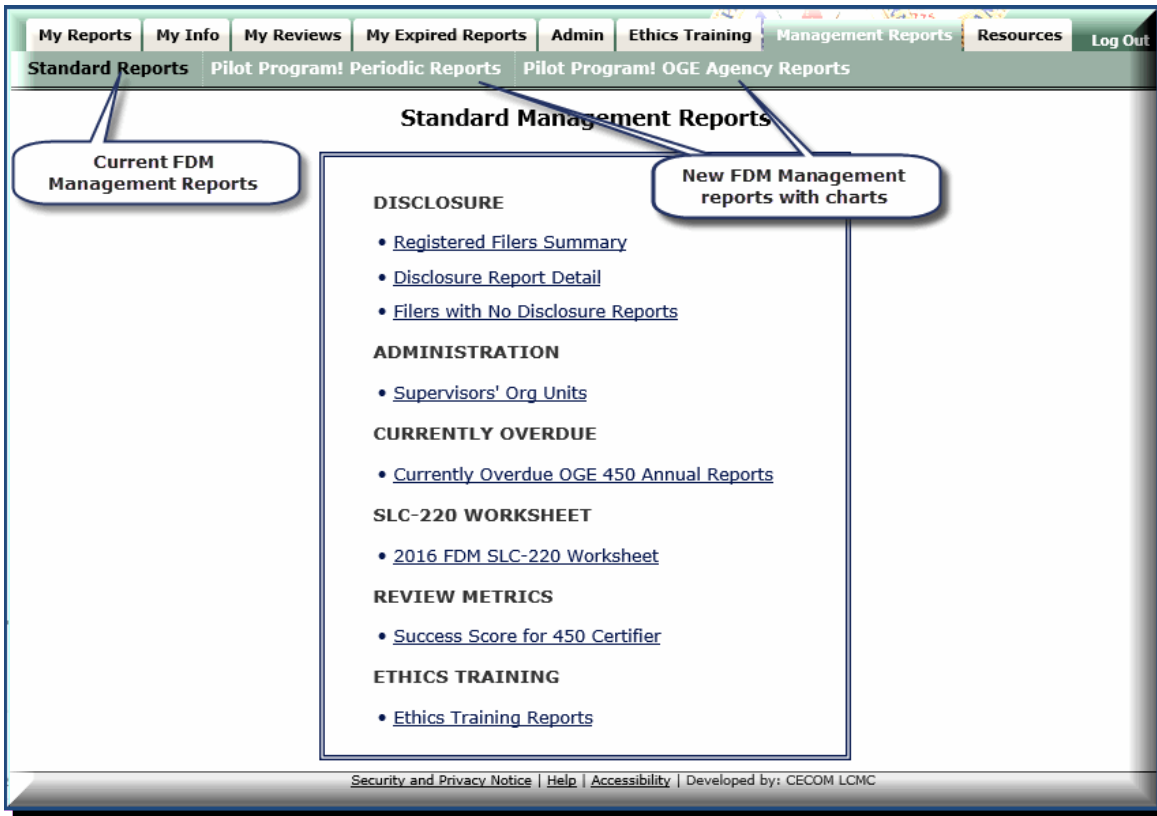 My Reports My Info My Reviews My Expired Reports Admin Ethics Training Management Reports Resources Log Out
Standard Reports Pilot Program! Periodic Reports Pilot Program! OGE Agency Reports
Standard Management Reports
Current FDM
Management Reports
New FDM Management
reports with charts
DISCLOSURE
• Registered Filers Summary
• Disclosure Report Detail
• Filers with No Disclosure Reports
ADMINISTRATION
• Supervisors' Org Units
CURRENTLY OVERDUE
• Currently Overdue OGE 450 Annual Reports
SLC-220 WORKSHEET
• 2016 FDM SLC-220 Worksheet
REVIEW METRICS
• Success Score for 450 Certifier
ETHICS TRAINING
• Ethics Training Reports
Security and Privacy Notice | Help | Accessibility | Developed by: CECOM LCMC